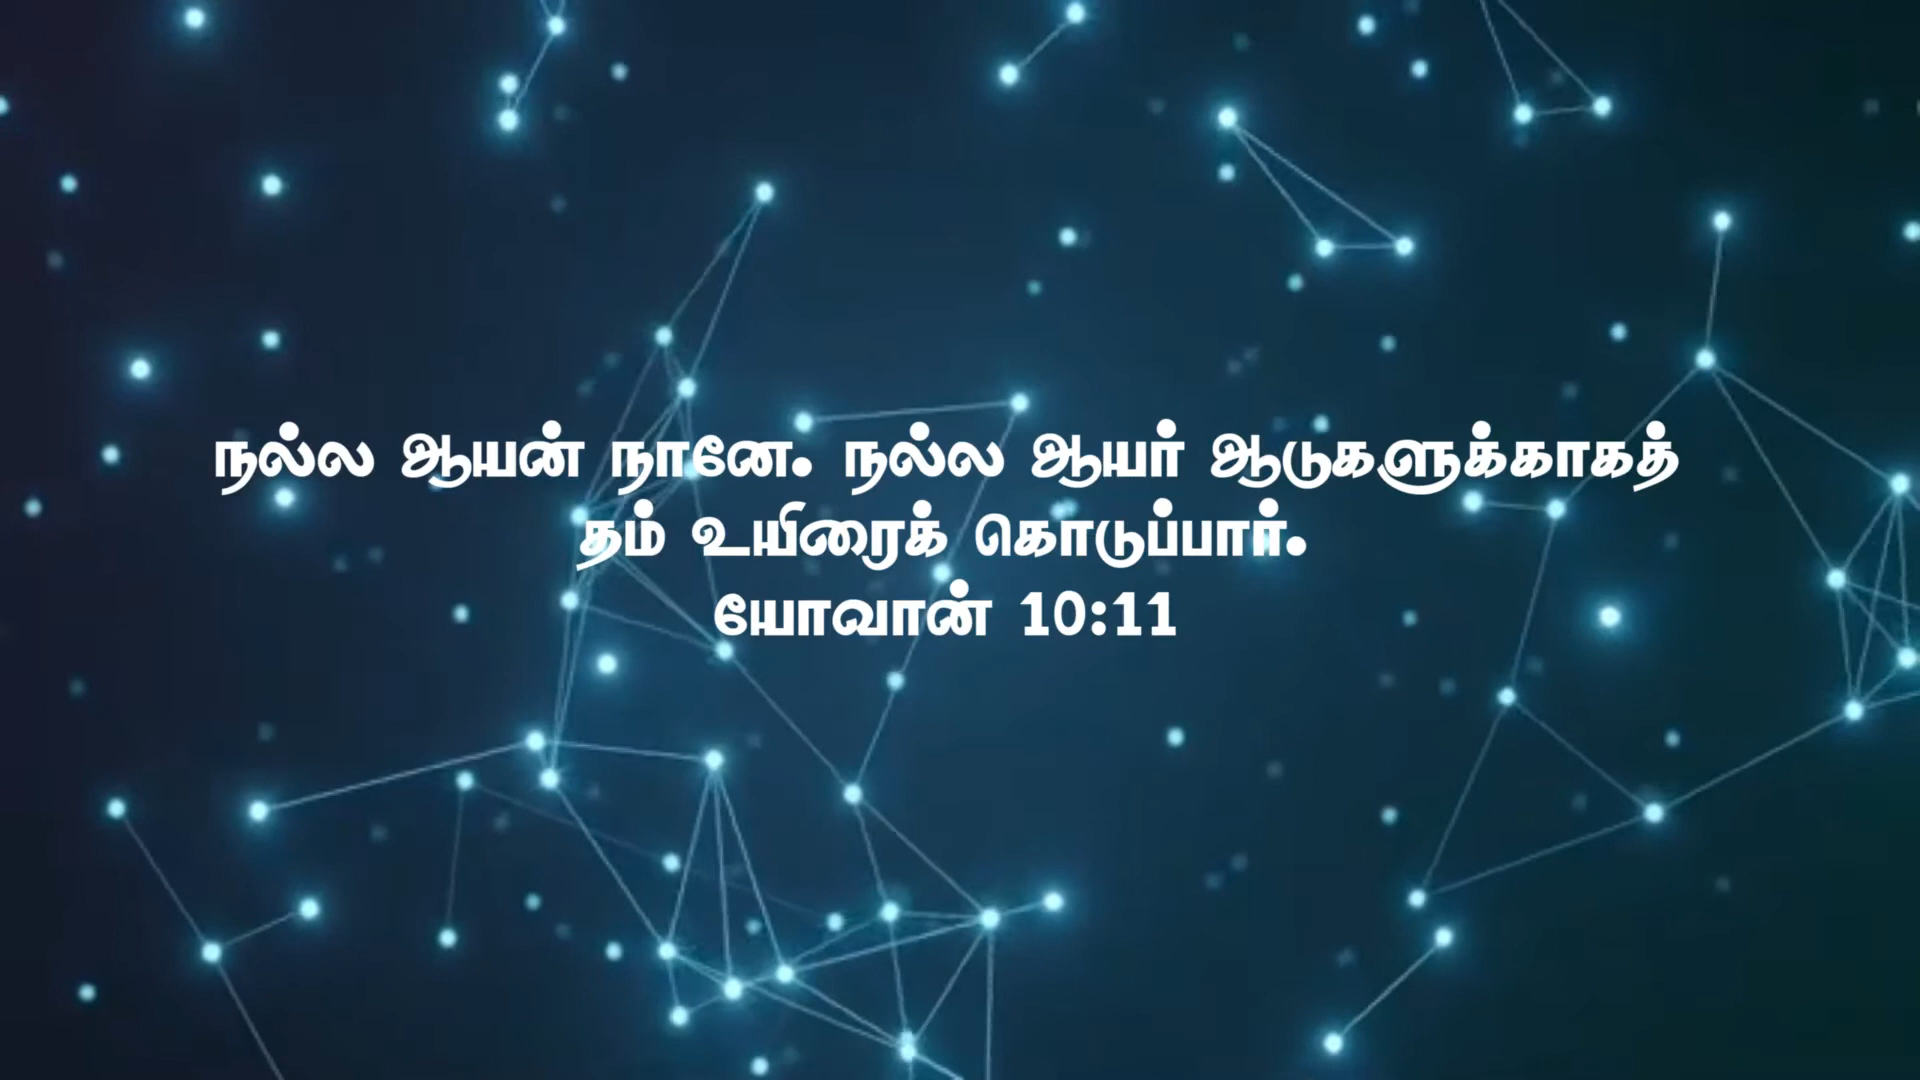 நல்ல ஆயன் நானே. நல்ல ஆயர் ஆடுகளுக்காகத்
தம் உயிரைக் கொடுப்பார்.
யோவான் 10:11